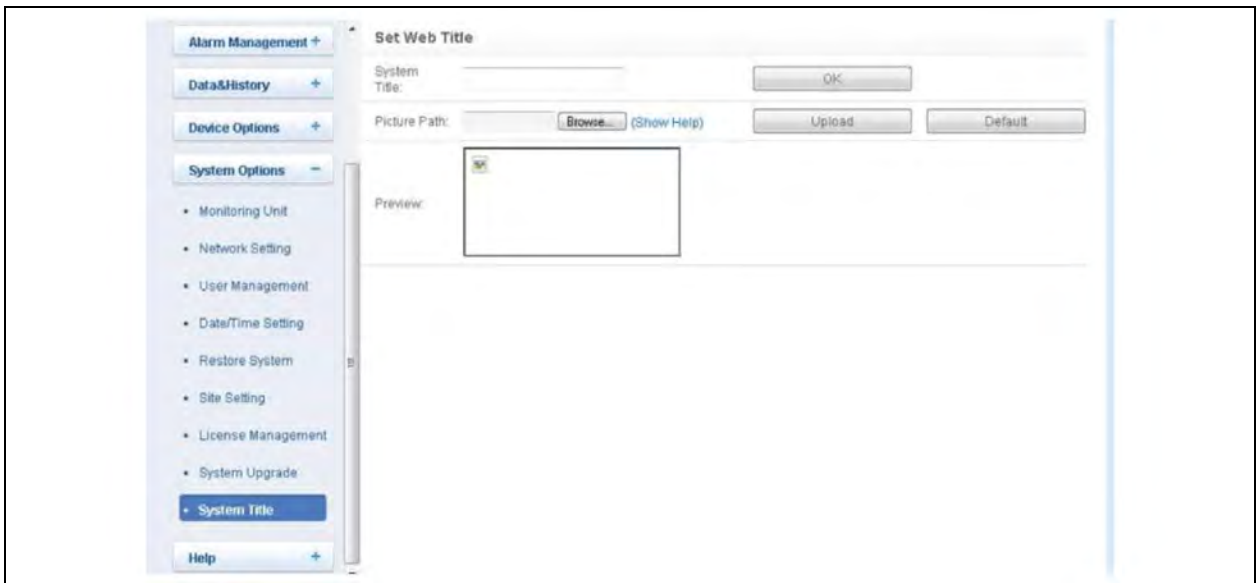 Alarm Management +
Data&History +
Device Options +
System Options −
• Monitoring Unit
• Network Setting
• User Management
• Date/Time Setting
• Restore System
• Site Setting
• License Management
• System Upgrade
• System Title
Help +
Set Web Title
System
Title:
OK
Picture Path:
Browse...
(Show Help)
Upload
Default
Preview: